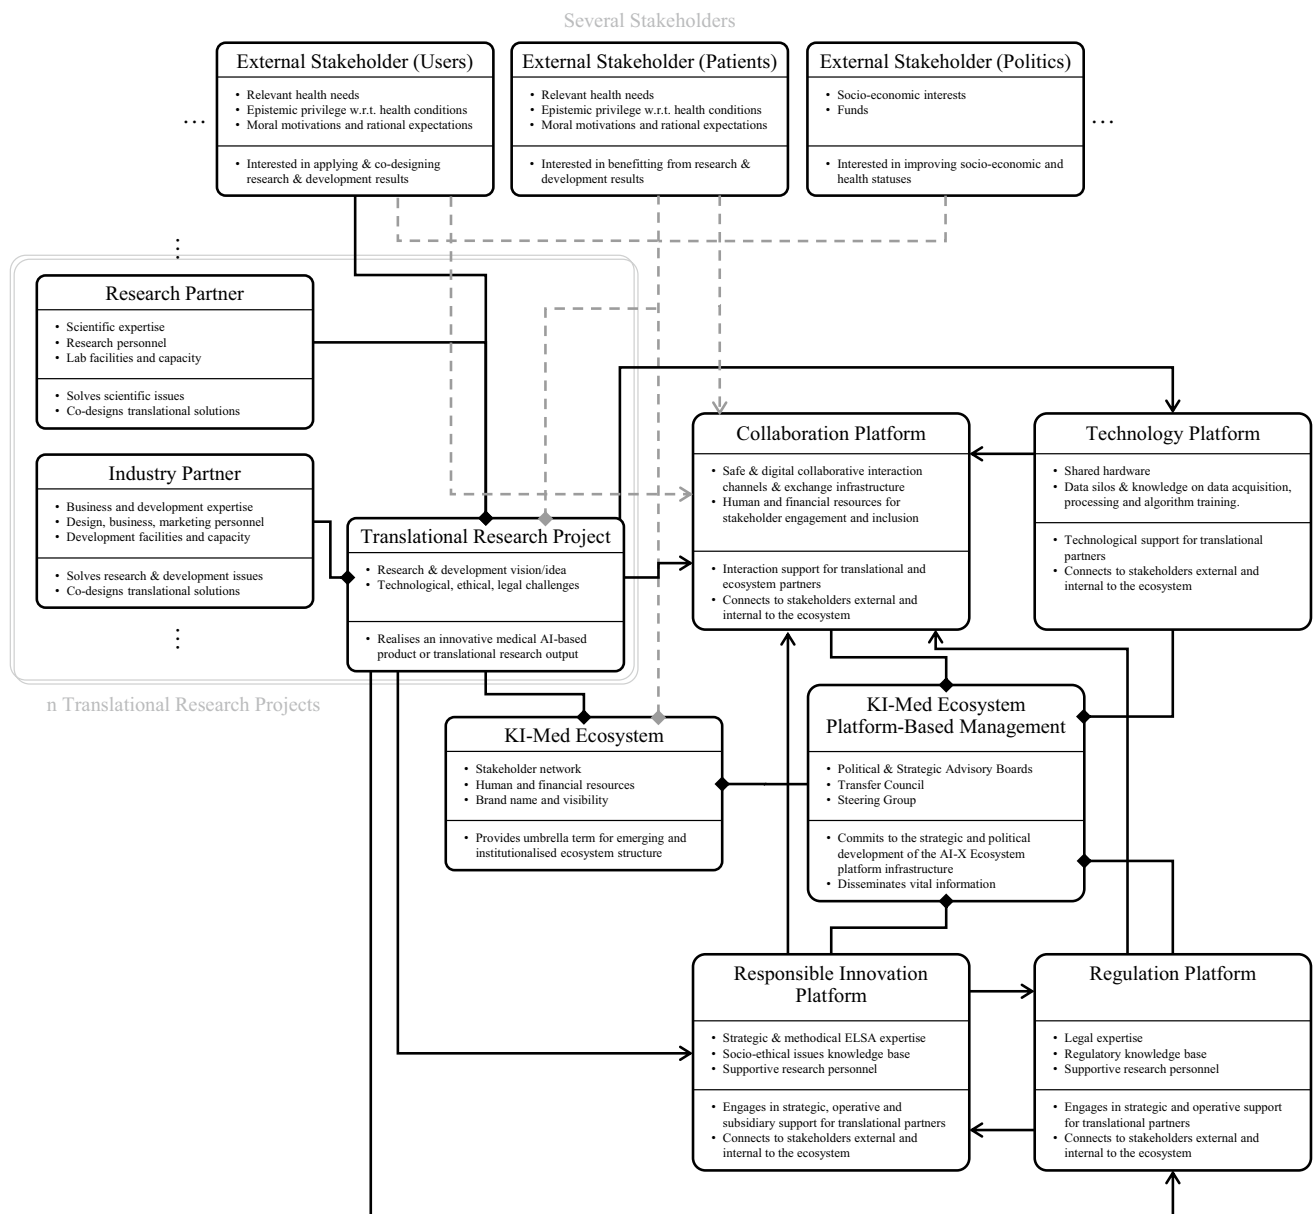 Several Stakeholders
External Stakeholder (Users)
• Relevant health needs
• Epistemic privilege w.r.t. health conditions
• Moral motivations and rational expectations
• Interested in applying & co-designing
research & development results
External Stakeholder (Patients)
• Relevant health needs
• Epistemic privilege w.r.t. health conditions
• Moral motivations and rational expectations
• Interested in benefitting from research &
development results
External Stakeholder (Politics)
• Socio-economic interests
• Funds
• Interested in improving socio-economic and
health statuses
...
...
...
Research Partner
• Scientific expertise
• Research personnel
• Lab facilities and capacity
• Solves scientific issues
• Co-designs translational solutions
Industry Partner
• Business and development expertise
• Design, business, marketing personnel
• Development facilities and capacity
• Solves research & development issues
• Co-designs translational solutions
...
Translational Research Project
• Research & development vision/idea
• Technological, ethical, legal challenges
• Realises an innovative medical AI-based
product or translational research output
n Translational Research Projects
Collaboration Platform
• Safe & digital collaborative interaction
channels & exchange infrastructure
• Human and financial resources for
stakeholder engagement and inclusion
• Interaction support for translational and
ecosystem partners
• Connects to stakeholders external and
internal to the ecosystem
Technology Platform
• Shared hardware
• Data silos & knowledge on data acquisition,
processing and algorithm training.
• Technological support for translational
partners
• Connects to stakeholders external and
internal to the ecosystem
KI-Med Ecosystem
• Stakeholder network
• Human and financial resources
• Brand name and visibility
• Provides umbrella term for emerging and
institutionalised ecosystem structure
KI-Med Ecosystem
Platform-Based Management
• Political & Strategic Advisory Boards
• Transfer Council
• Steering Group
• Commits to the strategic and political
development of the AI-X Ecosystem
platform infrastructure
• Disseminates vital information
Responsible Innovation
Platform
• Strategic & methodical ELSA expertise
• Socio-ethical issues knowledge base
• Supportive research personnel
• Engages in strategic, operative and
subsidiary support for translational partners
• Connects to stakeholders external and
internal to the ecosystem
Regulation Platform
• Legal expertise
• Regulatory knowledge base
• Supportive research personnel
• Engages in strategic and operative support
for translational partners
• Connects to stakeholders external and
internal to the ecosystem